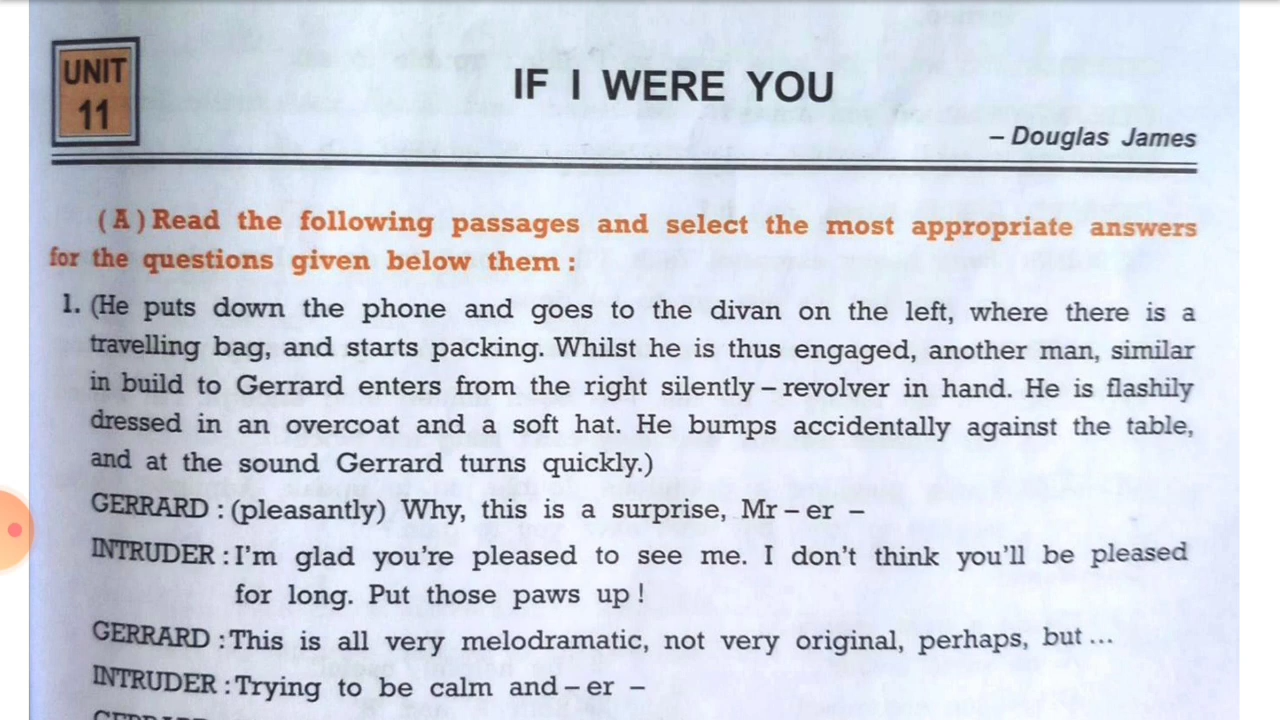 UNIT
11
IF I WERE YOU
– Douglas James
(A) Read the following passages and select the most appropriate answers
for the questions given below them :
1. (He puts down the phone and goes to the divan on the left, where there is a
travelling bag, and starts packing. Whilst he is thus engaged, another man, similar
in build to Gerrard enters from the right silently – revolver in hand. He is flashily
dressed in an overcoat and a soft hat. He bumps accidentally against the table,
and at the sound Gerrard turns quickly.)
GERRARD : (pleasantly) Why, this is a surprise, Mr – er –
INTRUDER : I'm glad you're pleased to see me. I don't think you'll be pleased
for long. Put those paws up !
GERRARD : This is all very melodramatic, not very original, perhaps, but ...
INTRUDER : Trying to be calm and – er –